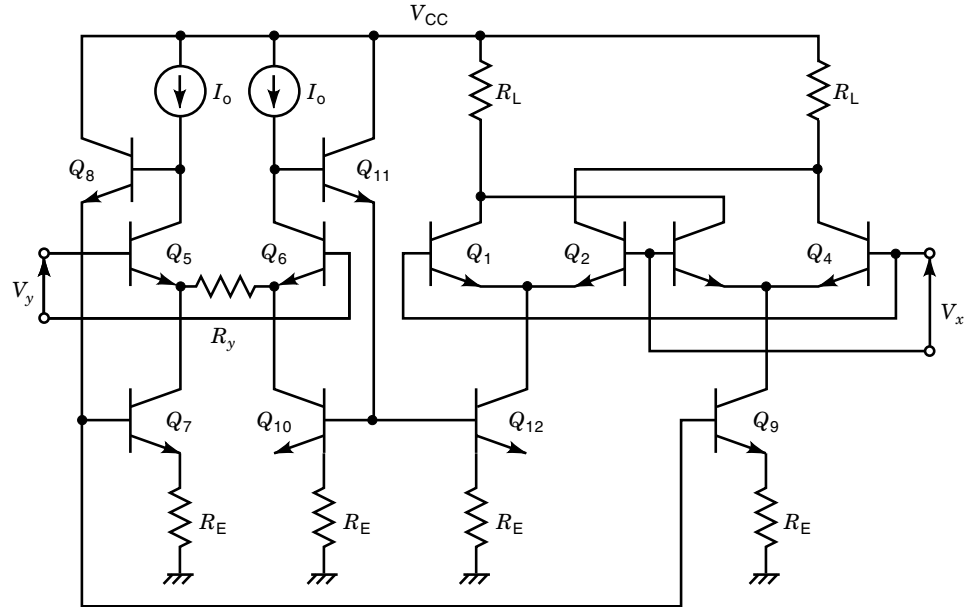 V_CC
I_o I_o R_L R_L
Q_8 Q_11
Q_5 Q_6 Q_1 Q_2 Q_4
V_y R_y V_x
Q_7 Q_10 Q_12 Q_9
R_E R_E R_E R_E